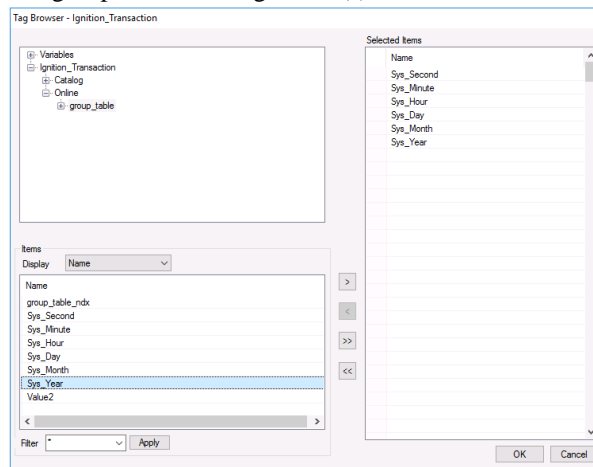 Tag Browser - Ignition_Transaction
Variables
Ignition_Transaction
Catalog
Online
group_table
Items
Display Name
Name
group_table_ndx
Sys_Second
Sys_Minute
Sys_Hour
Sys_Day
Sys_Month
Sys_Year
Value2
Filter * Apply
>
<
>>
<<
Selected Items
Name
Sys_Second
Sys_Minute
Sys_Hour
Sys_Day
Sys_Month
Sys_Year
OK Cancel